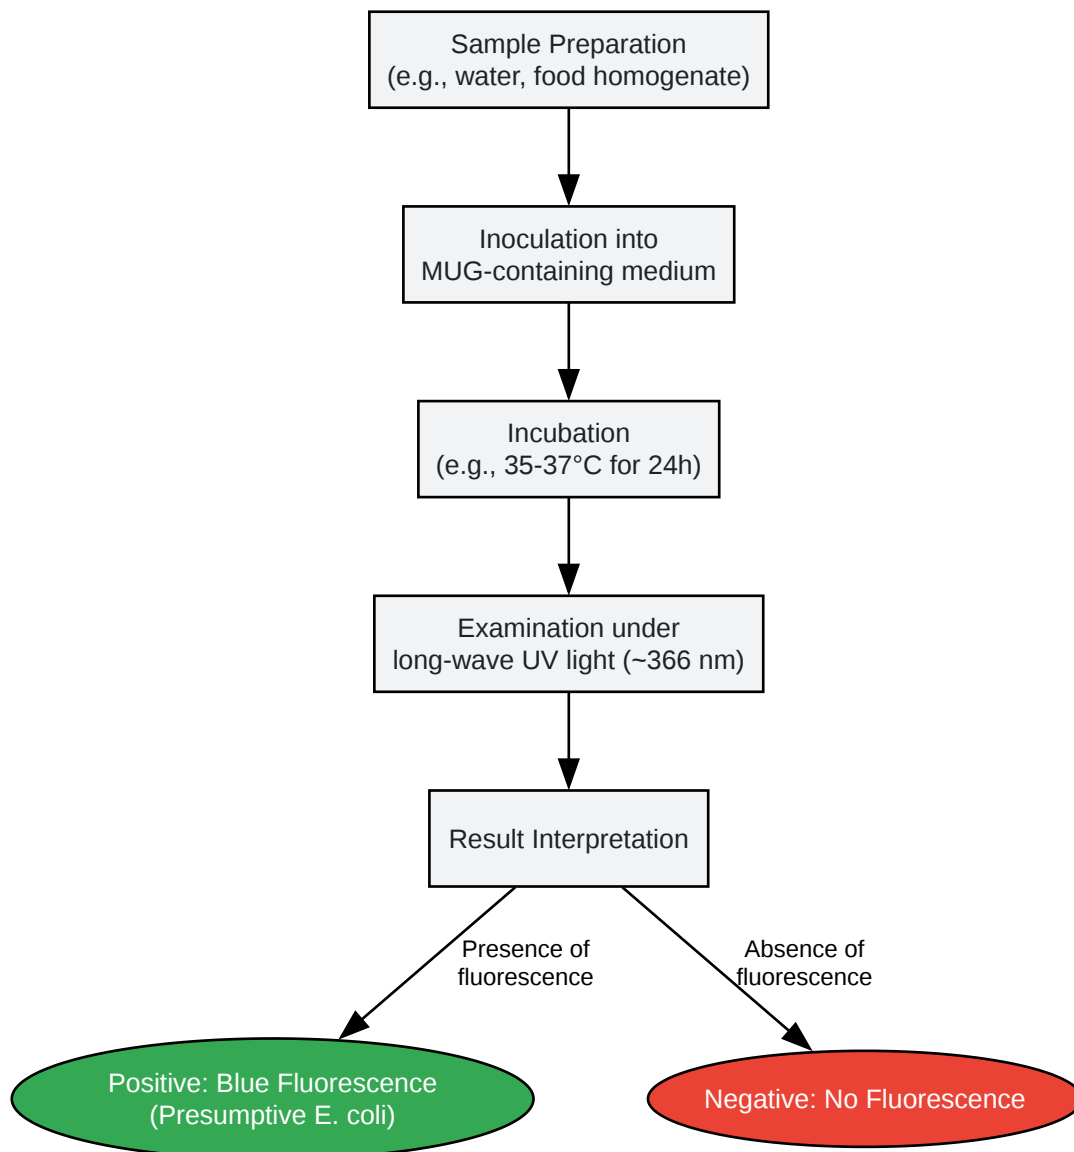 Sample Preparation
(e.g., water, food homogenate)
Inoculation into
MUG-containing medium
Incubation
(e.g., 35-37°C for 24h)
Examination under
long-wave UV light (~366 nm)
Result Interpretation
Presence of
fluorescence
Absence of
fluorescence
Positive: Blue Fluorescence
(Presumptive E. coli)
Negative: No Fluorescence